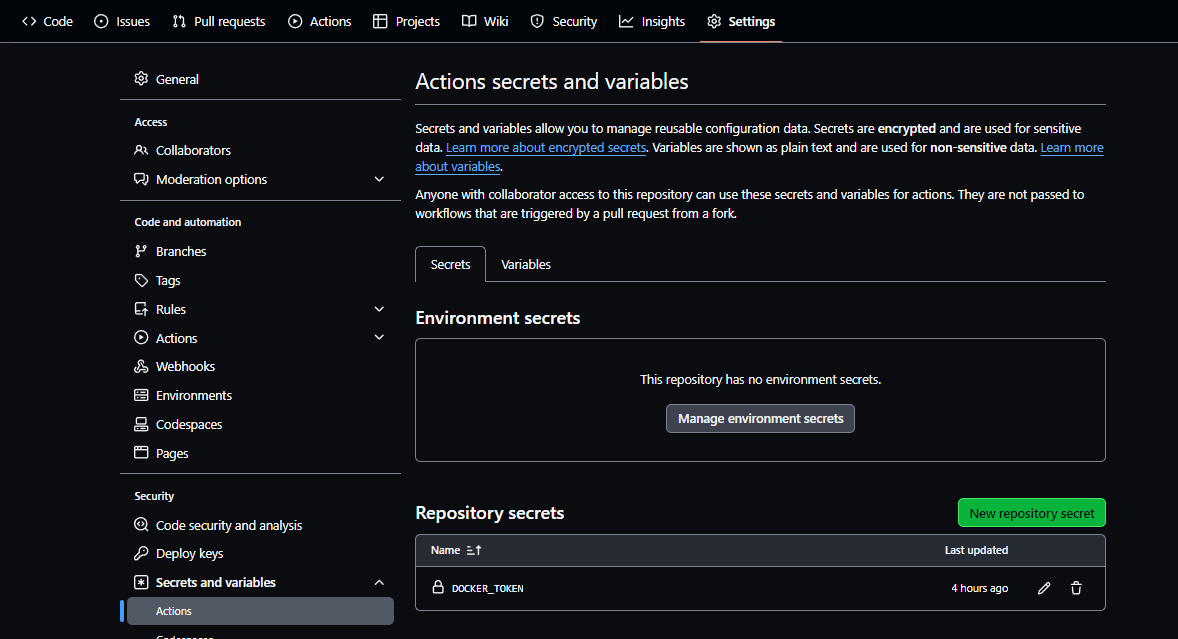 Code Issues Pull requests Actions Projects Wiki Security Insights Settings
General
Access
Collaborators
Moderation options
Code and automation
Branches
Tags
Rules
Actions
Webhooks
Environments
Codespaces
Pages
Security
Code security and analysis
Deploy keys
Secrets and variables
Actions
Codespaces
Actions secrets and variables
Secrets and variables allow you to manage reusable configuration data. Secrets are encrypted and are used for sensitive
data. Learn more about encrypted secrets. Variables are shown as plain text and are used for non-sensitive data. Learn more
about variables.
Anyone with collaborator access to this repository can use these secrets and variables for actions. They are not passed to
workflows that are triggered by a pull request from a fork.
Secrets Variables
Environment secrets
This repository has no environment secrets.
Manage environment secrets
Repository secrets New repository secret
Name Last updated
DOCKER_TOKEN 4 hours ago